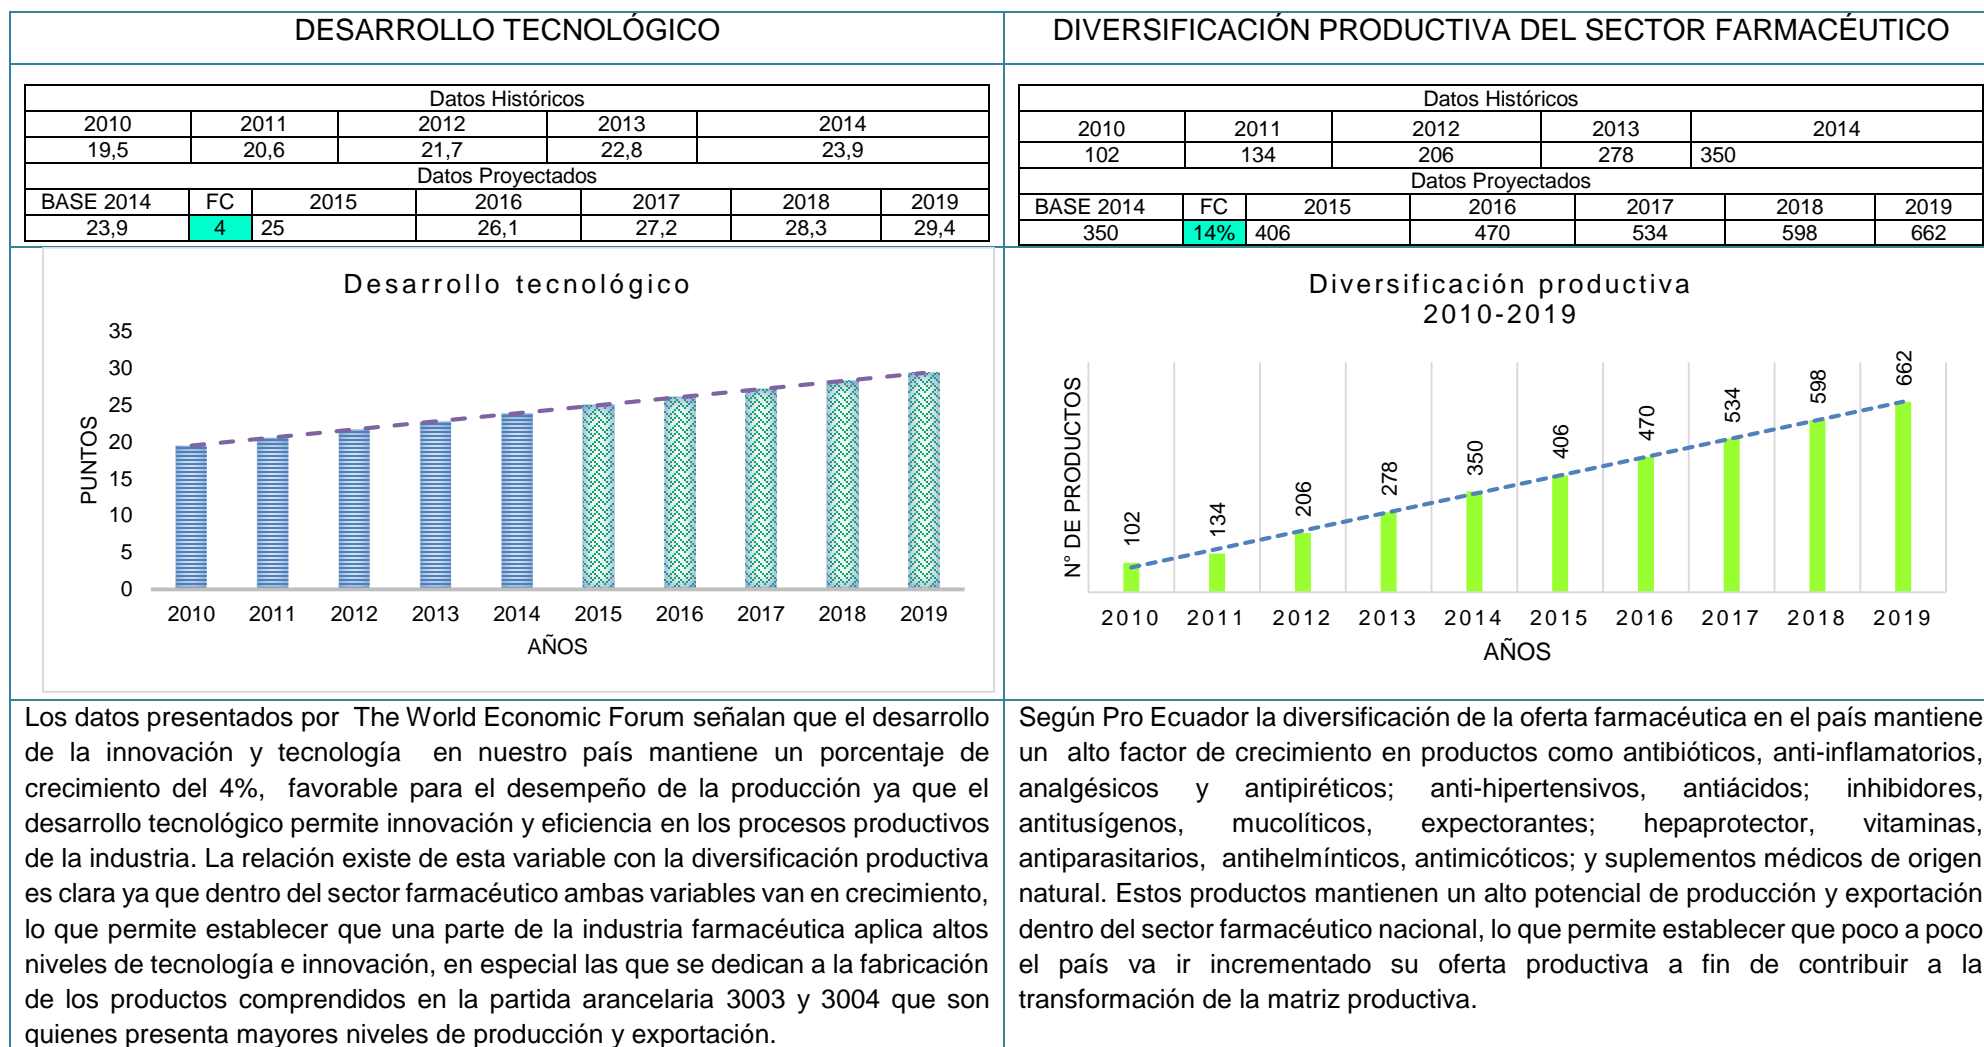 DESARROLLO TECNOLÓGICO
Datos Históricos
2010 2011 2012 2013 2014
19,5 20,6 21,7 22,8 23,9
Datos Proyectados
BASE 2014 FC 2015 2016 2017 2018 2019
23,9 4 25 26,1 27,2 28,3 29,4
Desarrollo tecnológico
PUNTOS
35
30
25
20
15
10
5
0
2010 2011 2012 2013 2014 2015 2016 2017 2018 2019
AÑOS
Los datos presentados por The World Economic Forum señalan que el desarrollo
de la innovación y tecnología en nuestro país mantiene un porcentaje de
crecimiento del 4%, favorable para el desempeño de la producción ya que el
desarrollo tecnológico permite innovación y eficiencia en los procesos productivos
de la industria. La relación existe de esta variable con la diversificación productiva
es clara ya que dentro del sector farmacéutico ambas variables van en crecimiento,
lo que permite establecer que una parte de la industria farmacéutica aplica altos
niveles de tecnología e innovación, en especial las que se dedican a la fabricación
de los productos comprendidos en la partida arancelaria 3003 y 3004 que son
quienes presenta mayores niveles de producción y exportación.
DIVERSIFICACIÓN PRODUCTIVA DEL SECTOR FARMACÉUTICO
Datos Históricos
2010 2011 2012 2013 2014
102 134 206 278 350
Datos Proyectados
BASE 2014 FC 2015 2016 2017 2018 2019
350 14% 406 470 534 598 662
Diversificación productiva
2010-2019
N° DE PRODUCTOS
102 134 206 278 350 406 470 534 598 662
2010 2011 2012 2013 2014 2015 2016 2017 2018 2019
AÑOS
Según Pro Ecuador la diversificación de la oferta farmacéutica en el país mantiene
un alto factor de crecimiento en productos como antibióticos, anti-inflamatorios,
analgésicos y antipiréticos; anti-hipertensivos, antiácidos; inhibidores,
antitusígenos, mucolíticos, expectorantes; hepaprotector, vitaminas,
antiparasitarios, antihelmínticos, antimicóticos; y suplementos médicos de origen
natural. Estos productos mantienen un alto potencial de producción y exportación
dentro del sector farmacéutico nacional, lo que permite establecer que poco a poco
el país va ir incrementado su oferta productiva a fin de contribuir a la
transformación de la matriz productiva.